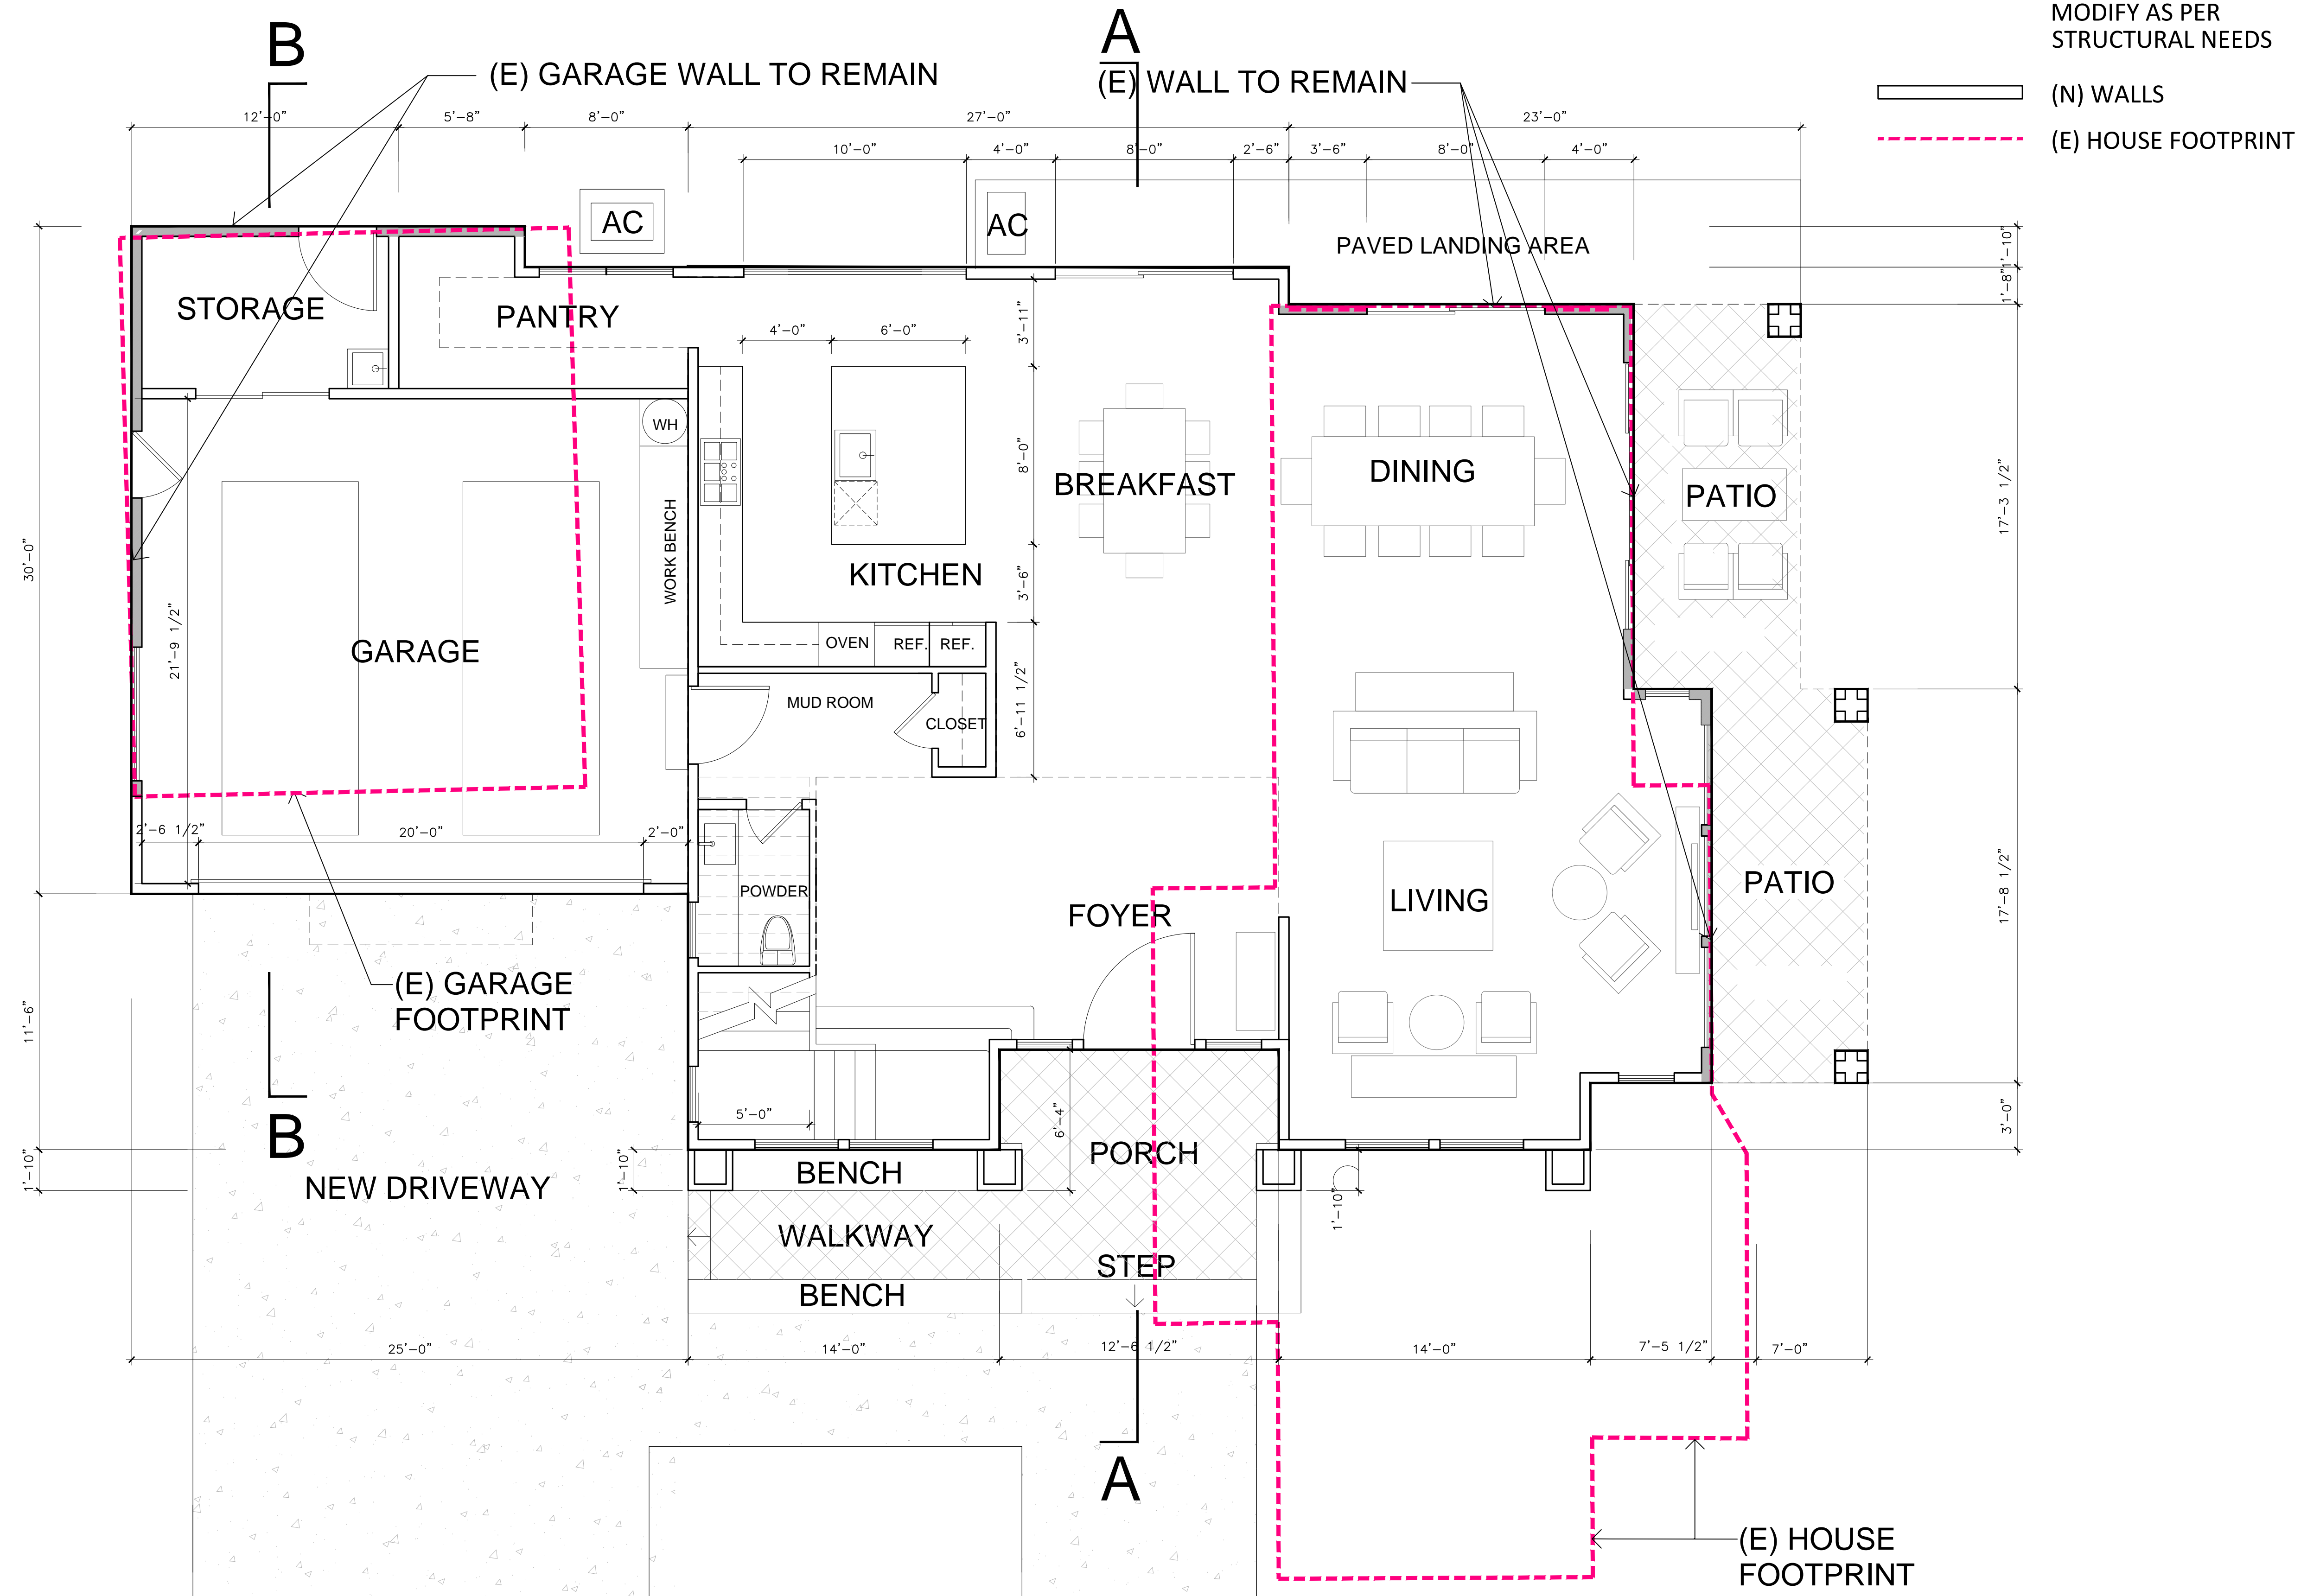 MODIFY AS PER
STRUCTURAL NEEDS
(N) WALLS
(E) HOUSE FOOTPRINT
B
A
(E) GARAGE WALL TO REMAIN
(E) WALL TO REMAIN
12'-0"
5'-8"
8'-0"
27'-0"
23'-0"
10'-0"
4'-0"
8'-0"
2'-6"
3'-6"
8'-0"
4'-0"
AC
AC
PAVED LANDING AREA
1'-10"
1'-8"
STORAGE
PANTRY
4'-0"
6'-0"
3'-11"
WH
8'-0"
BREAKFAST
DINING
PATIO
17'-3 1/2"
30'-0"
WORK BENCH
KITCHEN
3'-6"
21'-9 1/2"
GARAGE
OVEN
REF.
REF.
MUD ROOM
CLOSET
6'-11 1/2"
2'-6 1/2"
20'-0"
2'-0"
POWDER
FOYER
LIVING
PATIO
17'-8 1/2"
(E) GARAGE
FOOTPRINT
11'-6"
5'-0"
6'-4"
3'-0"
B
1'-10"
NEW DRIVEWAY
1'-10"
BENCH
PORCH
1'-10"
WALKWAY
STEP
BENCH
25'-0"
14'-0"
12'-6 1/2"
14'-0"
7'-5 1/2"
7'-0"
A
(E) HOUSE
FOOTPRINT